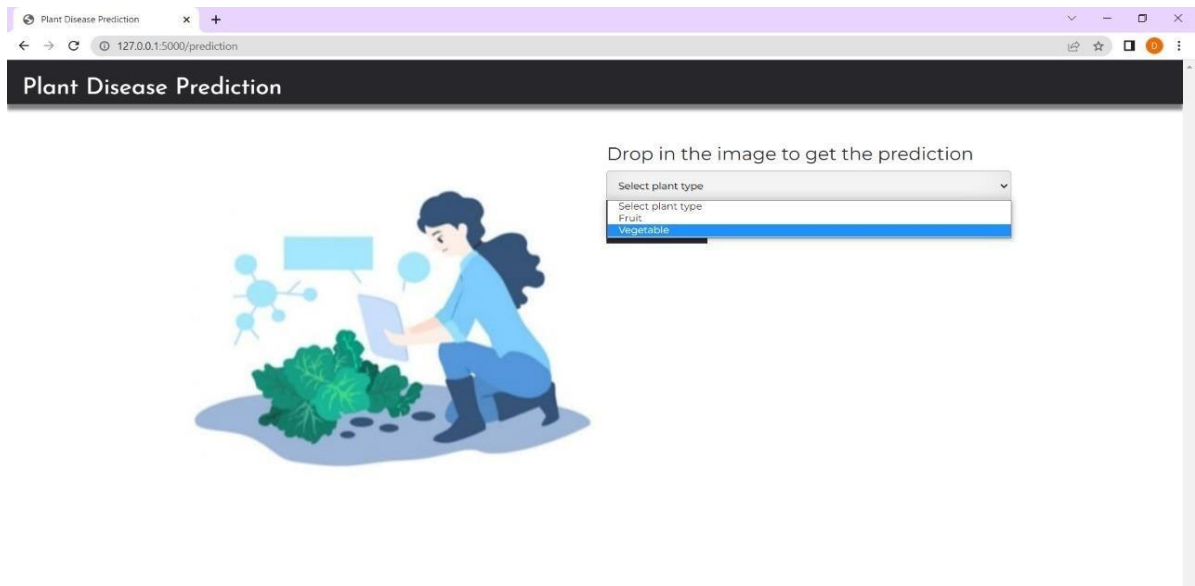 Plant Disease Prediction
127.0.0.1:5000/prediction
D
Plant Disease Prediction
Drop in the image to get the prediction
Select plant type
Select plant type
Fruit
Vegetable